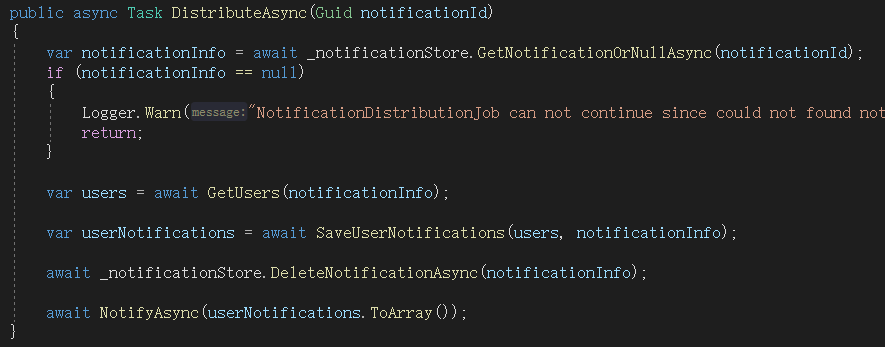 public async Task DistributeAsync(Guid notificationId)
{
var notificationInfo = await _notificationStore.GetNotificationOrNullAsync(notificationId);
if (notificationInfo == null)
{
Logger.Warn(message:"NotificationDistributionJob can not continue since could not found not
return;
}
var users = await GetUsers(notificationInfo);
var userNotifications = await SaveUserNotifications(users, notificationInfo);
await _notificationStore.DeleteNotificationAsync(notificationInfo);
await NotifyAsync(userNotifications.ToArray());
}